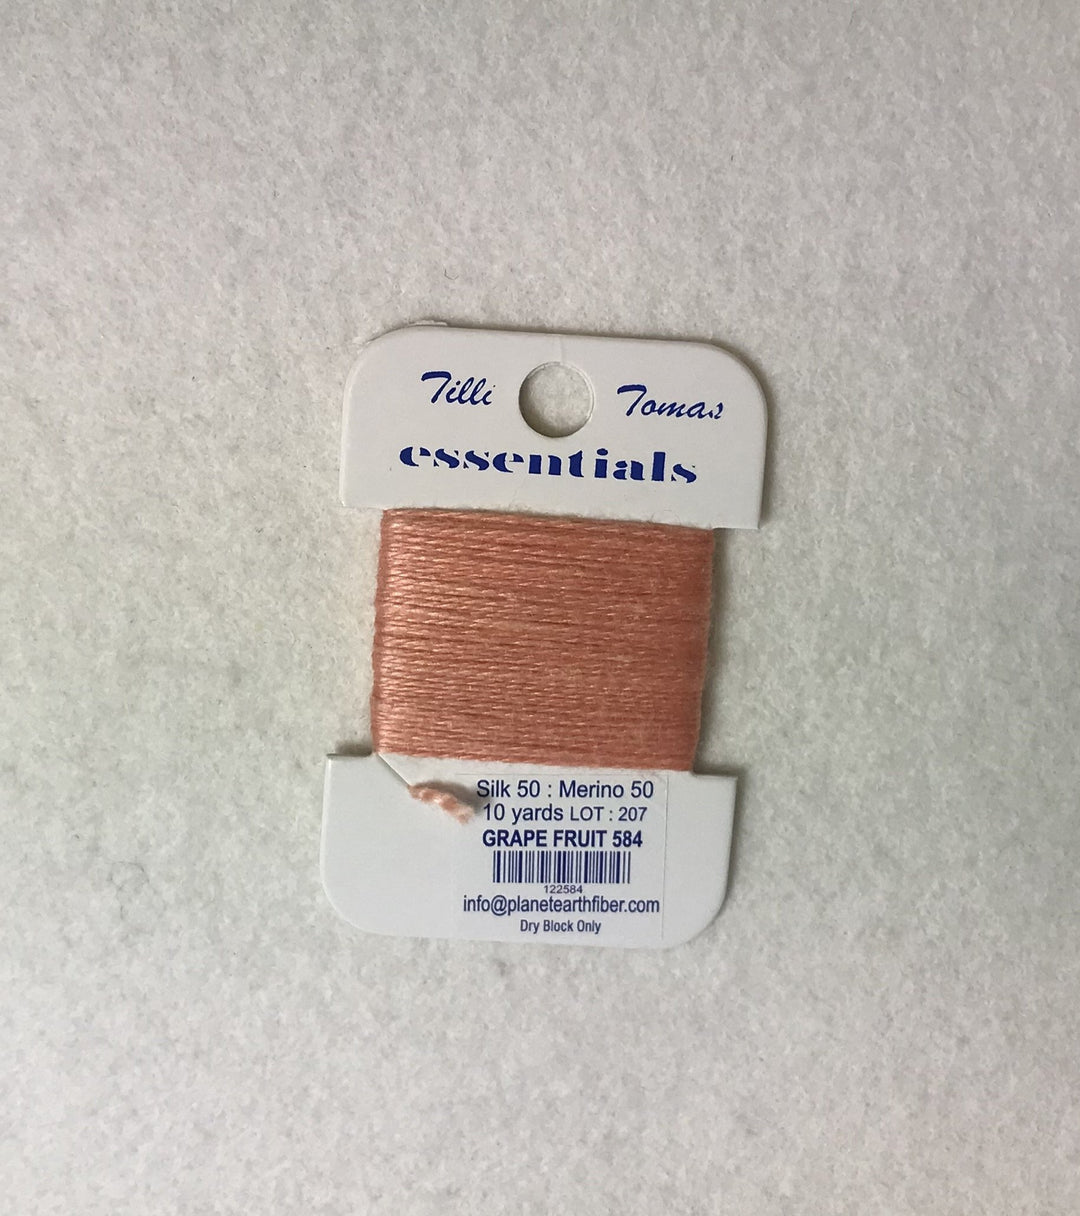 Tilli Tomas
essentials
Silk 50 : Merino 50
10 yards LOT : 207
GRAPE FRUIT 584
122584
info@planetearthfiber.com
Dry Block Only